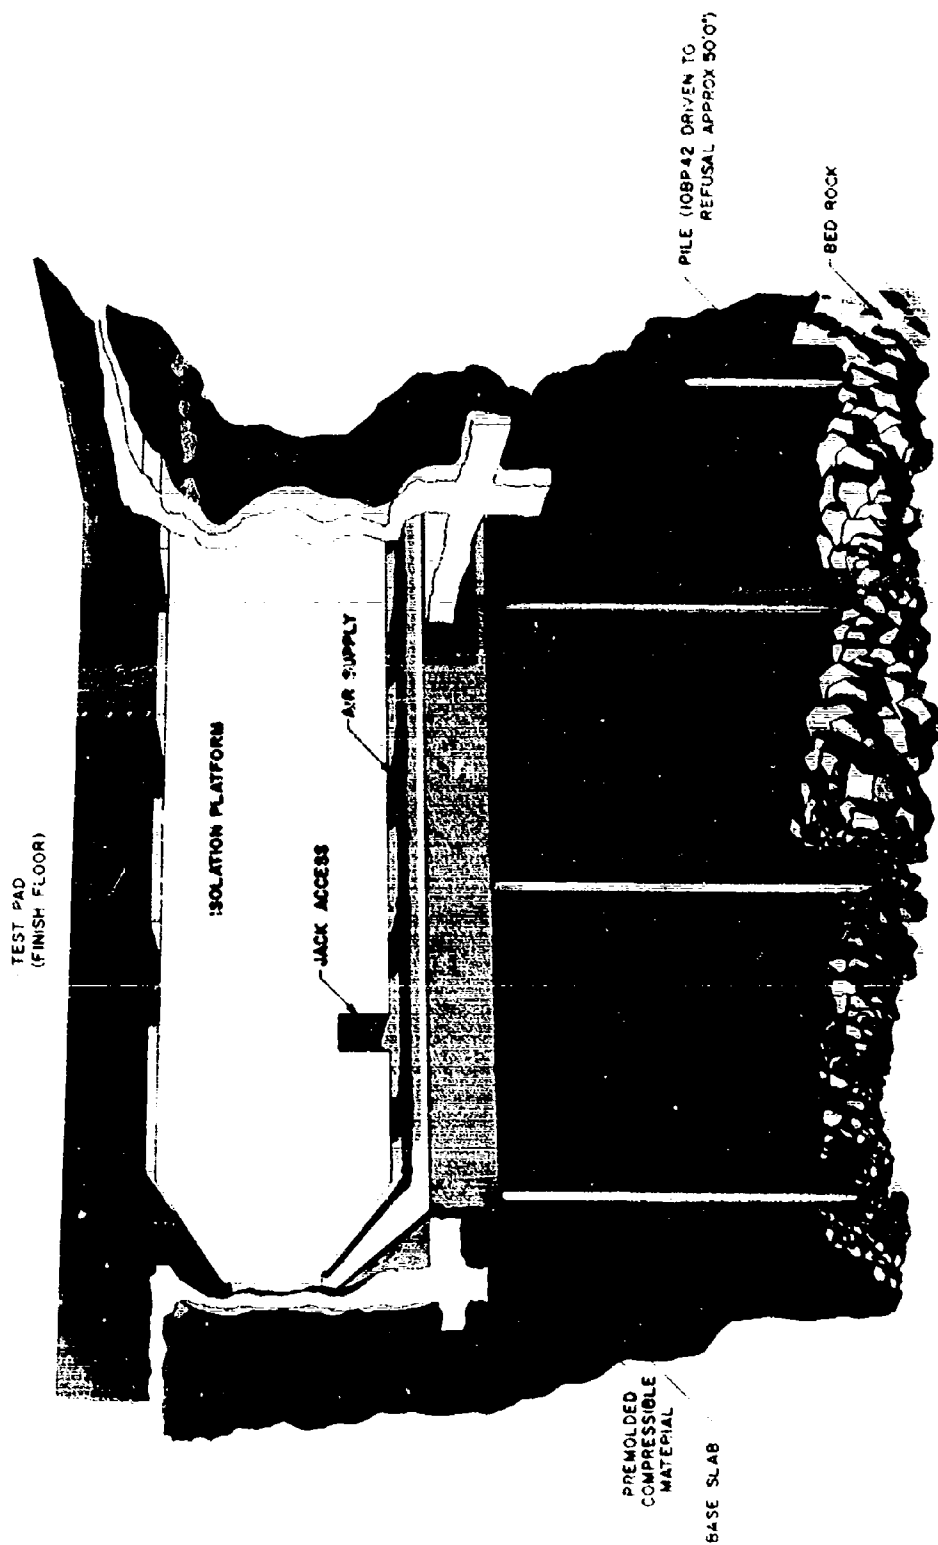 TEST PAD
(FINISH FLOOR)
ISOLATION PLATFORM
JACK ACCESS
AIR SUPPLY
PILE (10BP42 DRIVEN TO
REFUSAL APPROX 50'0")
BED ROCK
PREMOLDED
COMPRESSIBLE
MATERIAL
BASE SLAB